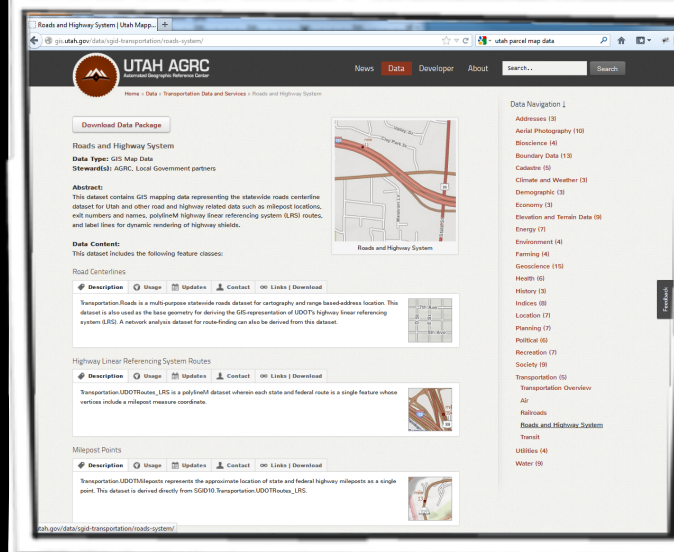 Roads and Highway System | Utah Mapp...
gis.utah.gov/data/sgid-transportation/roads-system/
utah parcel map data
UTAH AGRC
Automated Geographic Reference Center
News Data Developer About
Search..
Search
Home » Data » Transportation Data and Services » Roads and Highway System
Download Data Package
Roads and Highway System
Data Type: GIS Map Data
Steward(s): AGRC, Local Government partners
Abstract:
This dataset contains GIS mapping data representing the statewide roads centerline
dataset for Utah and other road and highway related data such as milepost locations,
exit numbers and names, polylineM highway linear referencing system (LRS) routes,
and label lines for dynamic rendering of highway shields.
Data Content:
This dataset includes the following feature classes:
Roads and Highway System
Road Centerlines
Description Usage Updates Contact Links | Download
Transportation.Roads is a multi-purpose statewide roads dataset for cartography and range based-address location. This
dataset is also used as the base geometry for deriving the GIS-representation of UDOT's highway linear referencing
system (LRS). A network analysis dataset for route-finding can also be derived from this dataset.
Highway Linear Referencing System Routes
Description Usage Updates Contact Links | Download
Transportation.UDOTRoutes_LRS is a polylineM dataset wherein each state and federal route is a single feature whose
vertices include a milepost measure coordinate.
Milepost Points
Description Usage Updates Contact Links | Download
Transportation.UDOTMileposts represents the approximate location of state and federal highway mileposts as a single
point. This dataset is derived directly from SGID10.Transportation.UDOTRoutes_LRS.
utah.gov/data/sgid-transportation/roads-system/
Data Navigation ↓
Addresses (3)
Aerial Photography (10)
Bioscience (4)
Boundary Data (13)
Cadastre (5)
Climate and Weather (3)
Demographic (3)
Economy (3)
Elevation and Terrain Data (9)
Energy (7)
Environment (4)
Farming (4)
Geoscience (15)
Health (6)
History (3)
Indices (8)
Location (7)
Planning (7)
Political (6)
Recreation (7)
Society (9)
Transportation (5)
Transportation Overview
Air
Railroads
Roads and Highway System
Transit
Utilities (4)
Water (9)
Feedback